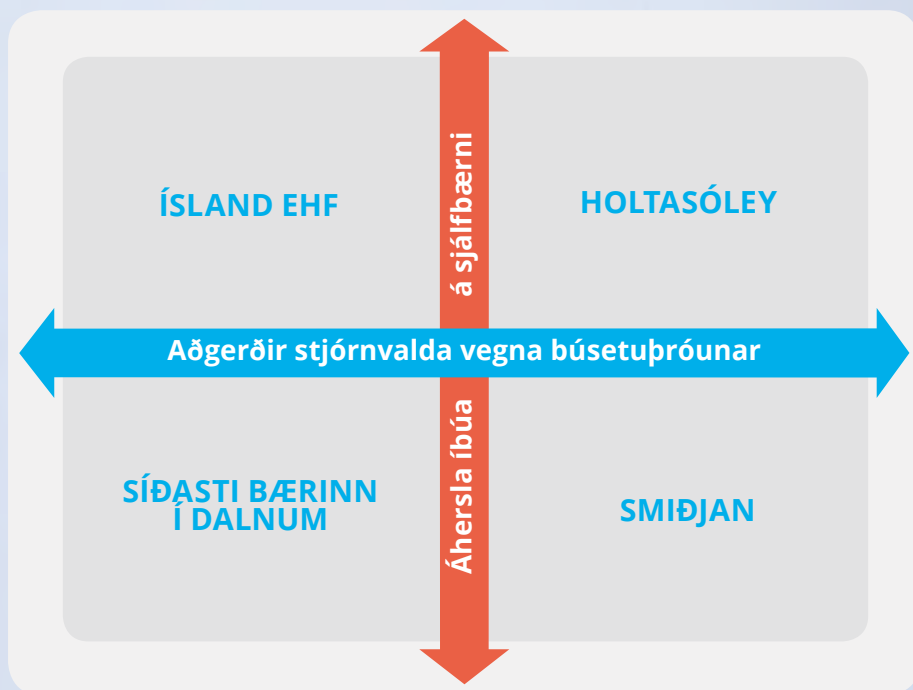 ÍSLAND EHF
HOLTASÓLEY
Áhersla íbúa á sjálfbærni
Aðgerðir stjórnvalda vegna búsetuþróunar
SÍÐASTI BÆRINN
Í DALNUM
SMIÐJAN